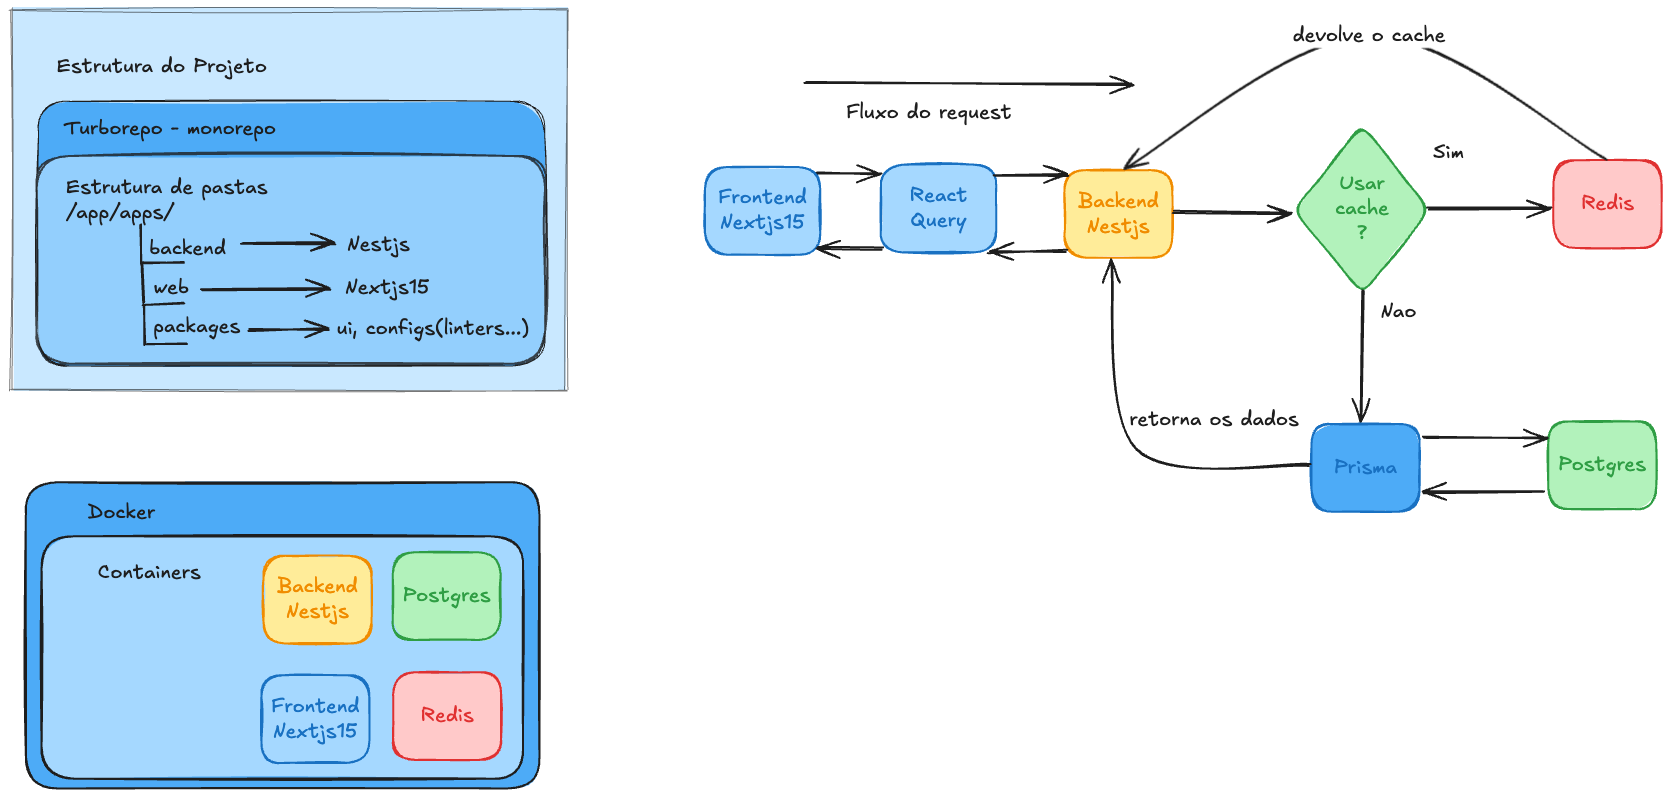 Estrutura do Projeto
Turborepo - monorepo
Estrutura de pastas
/app/apps/
backend
Nestjs
web
Nextjs15
packages
ui, configs(linters...)
Docker
Containers
Backend
Nestjs
Postgres
Frontend
Nextjs15
Redis
devolve o cache
Fluxo do request
Frontend
Nextjs15
React
Query
Backend
Nestjs
Usar
cache
?
Sim
Redis
Nao
retorna os dados
Prisma
Postgres